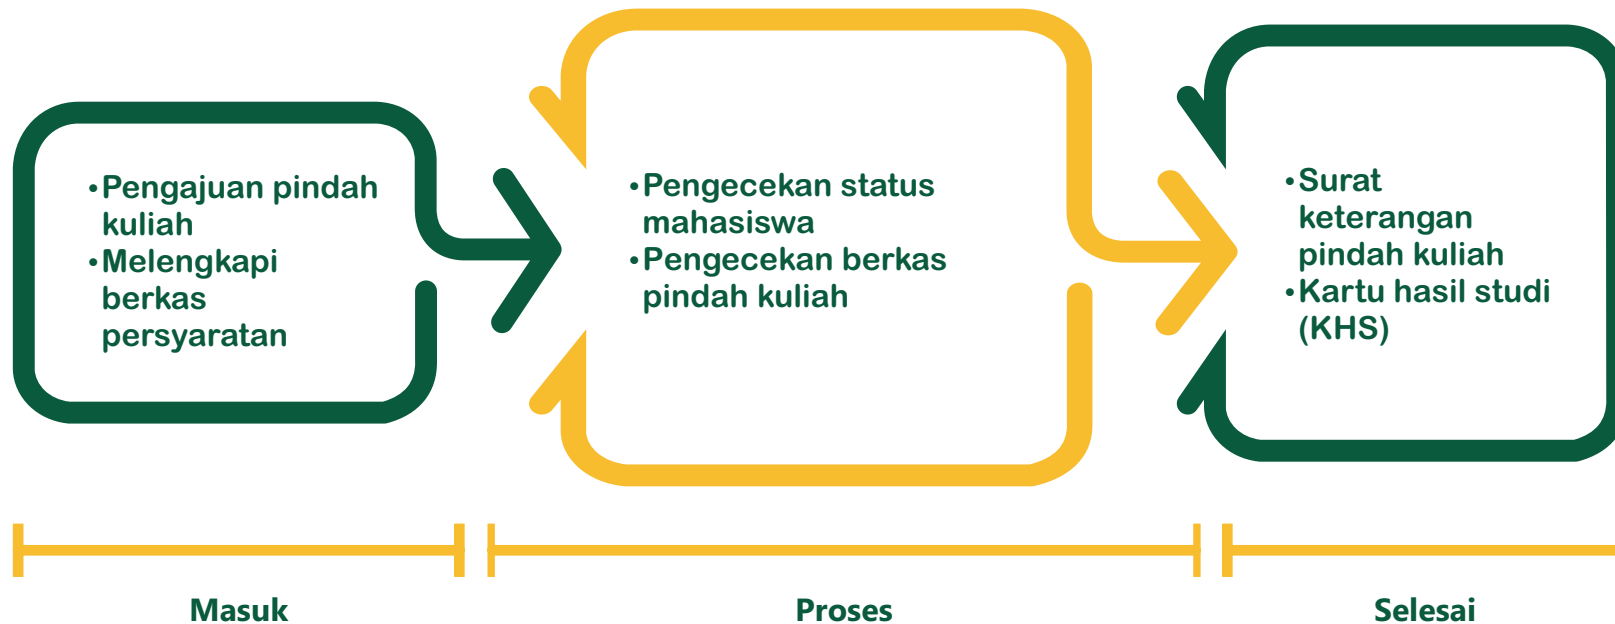 •Pengajuan pindah
kuliah
•Melengkapi
berkas
persyaratan
•Pengecekan status
mahasiswa
•Pengecekan berkas
pindah kuliah
•Surat
keterangan
pindah kuliah
•Kartu hasil studi
(KHS)
Masuk
Proses
Selesai